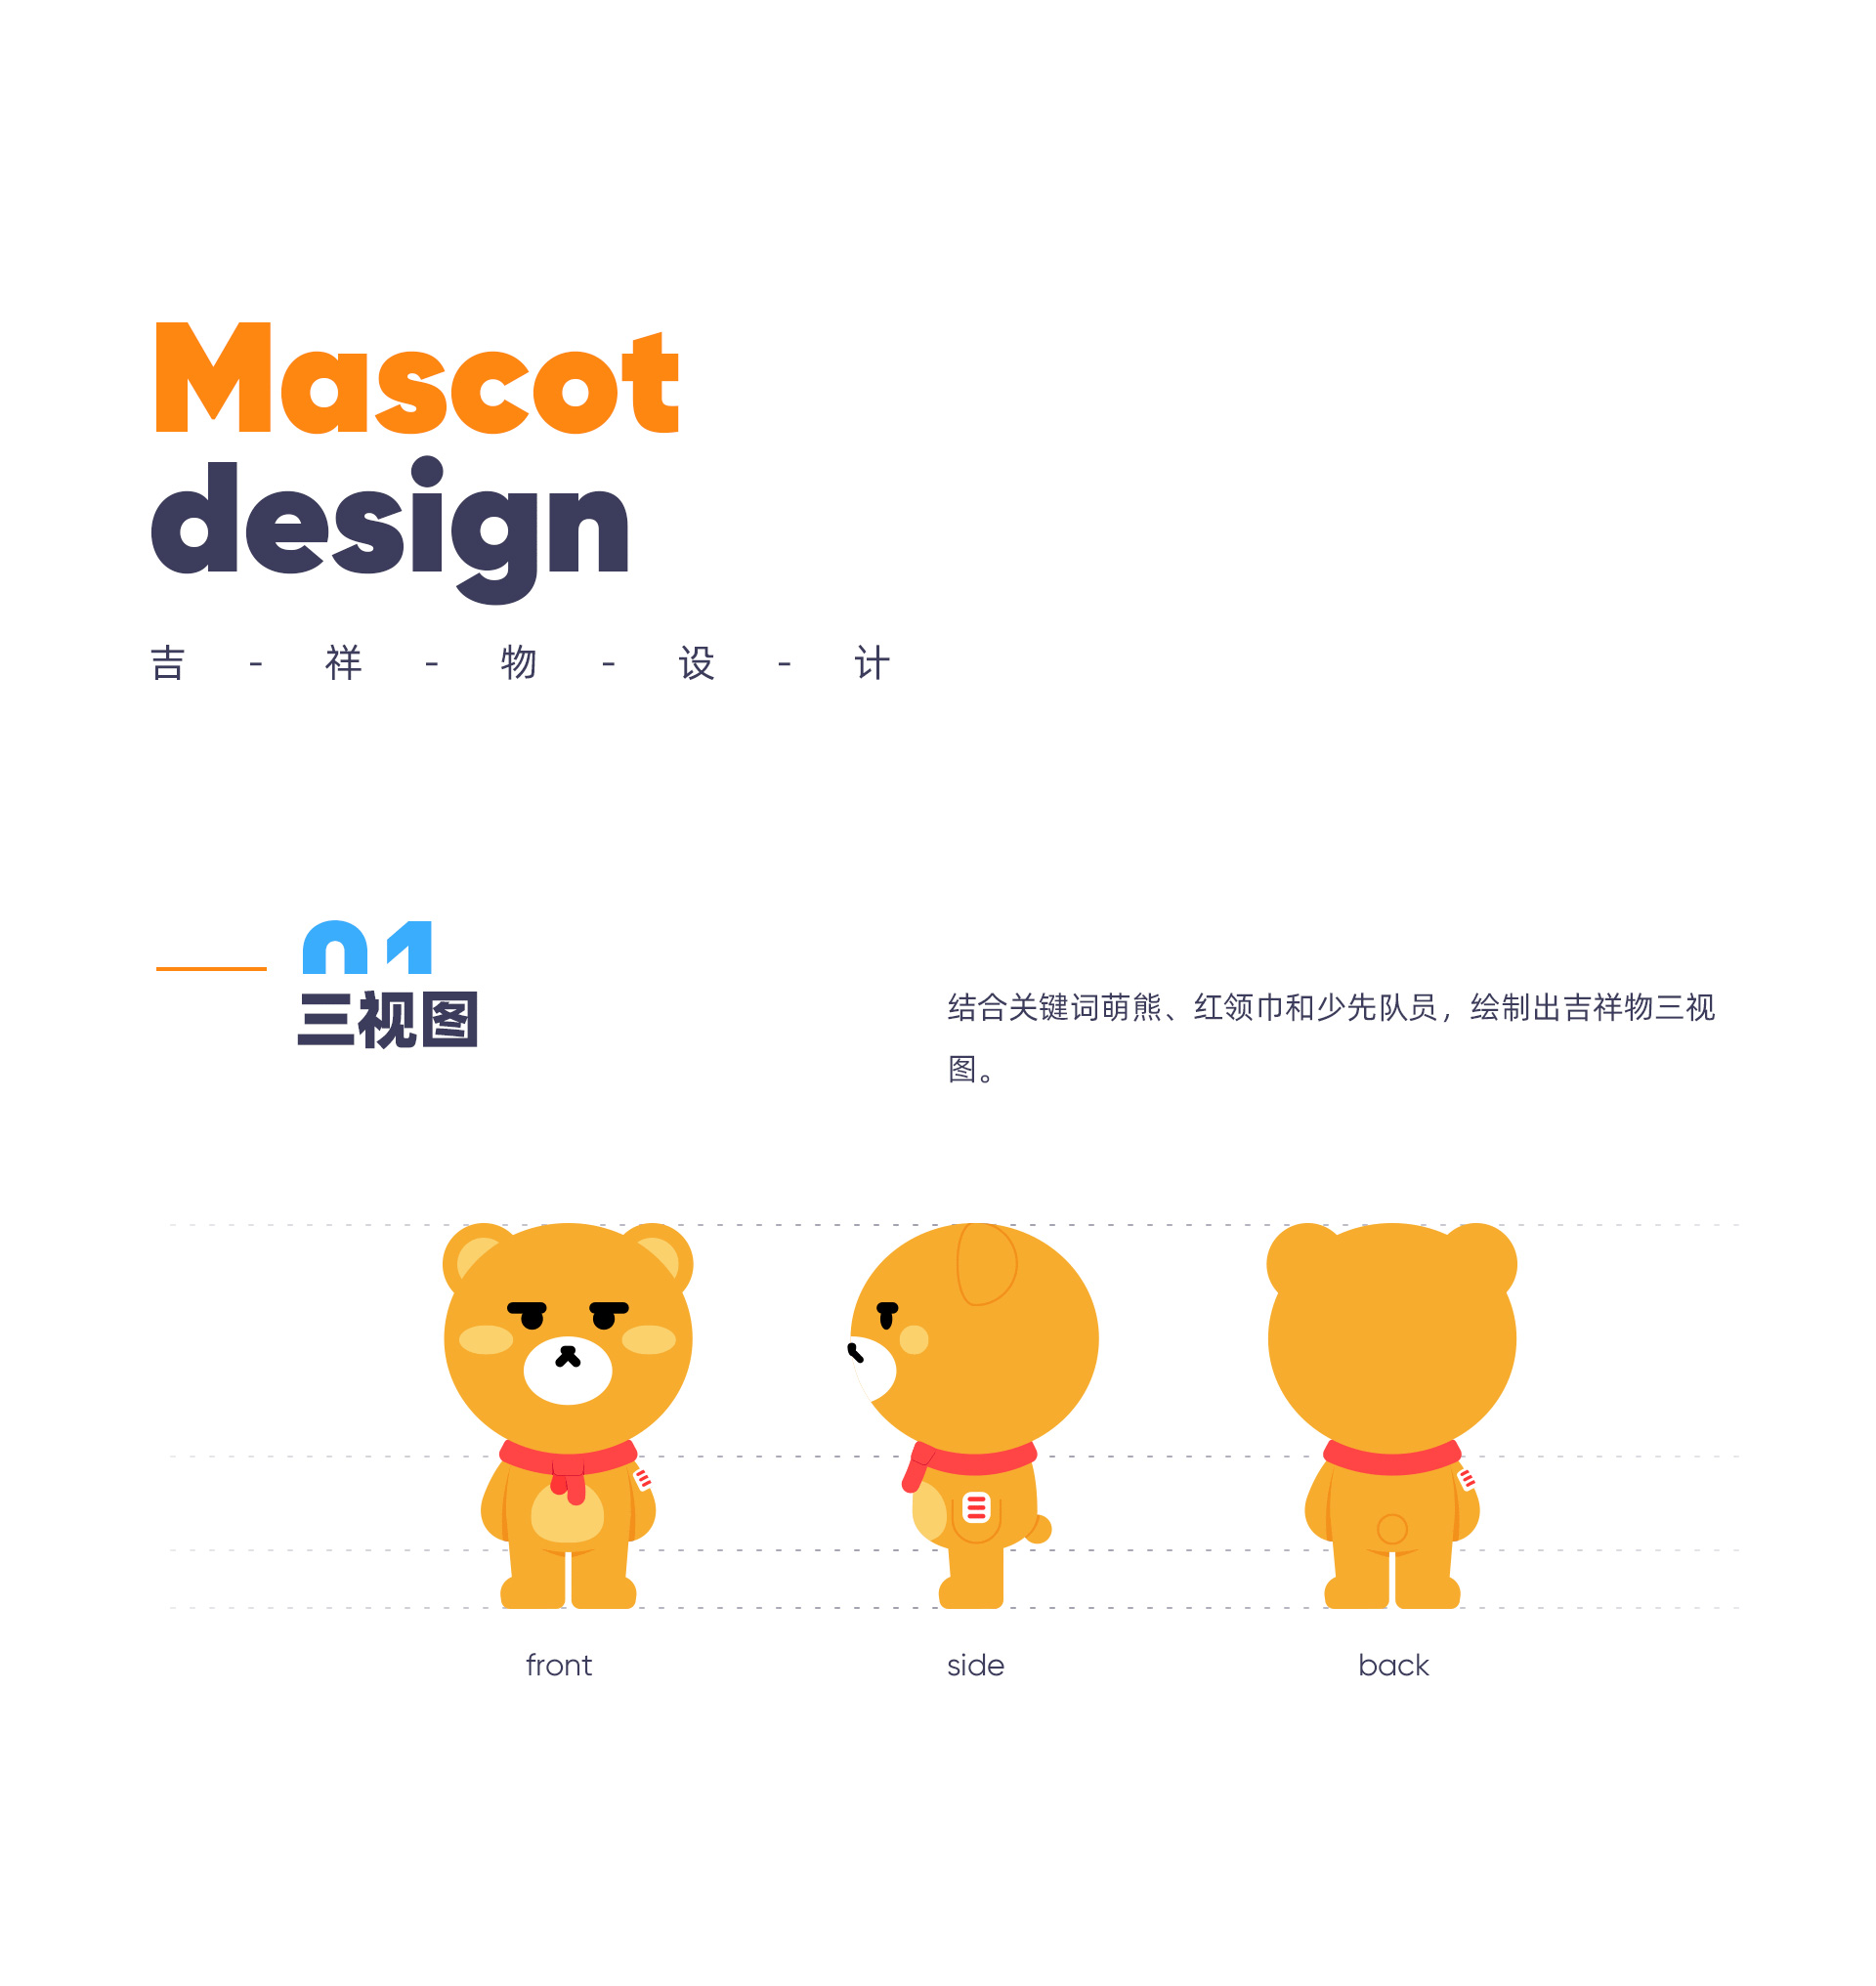 Mascot
design
吉 - 祥 - 物 - 设 - 计
01
三视图
结合关键词萌熊、红领巾和少先队员，绘制出吉祥物三视
图。
front side back